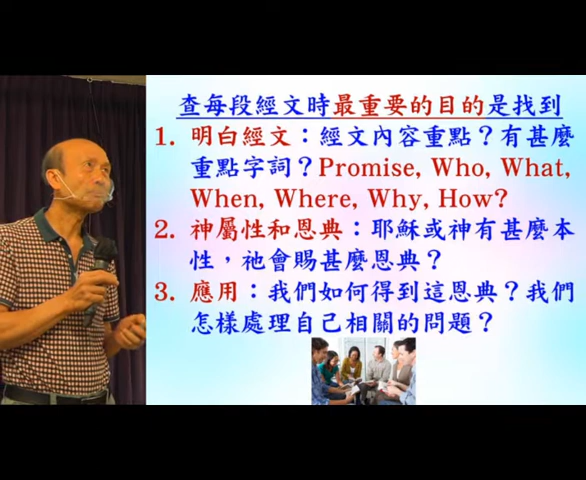 查每段經文時最重要的目的是找到
1. 明白經文：經文內容重點？有甚麼
重點字詞？Promise, Who, What,
When, Where, Why, How?
2. 神屬性和恩典：耶穌或神有甚麼本
性，祂會賜甚麼恩典？
3. 應用：我們如何得到這恩典？我們
怎樣處理自己相關的問題？